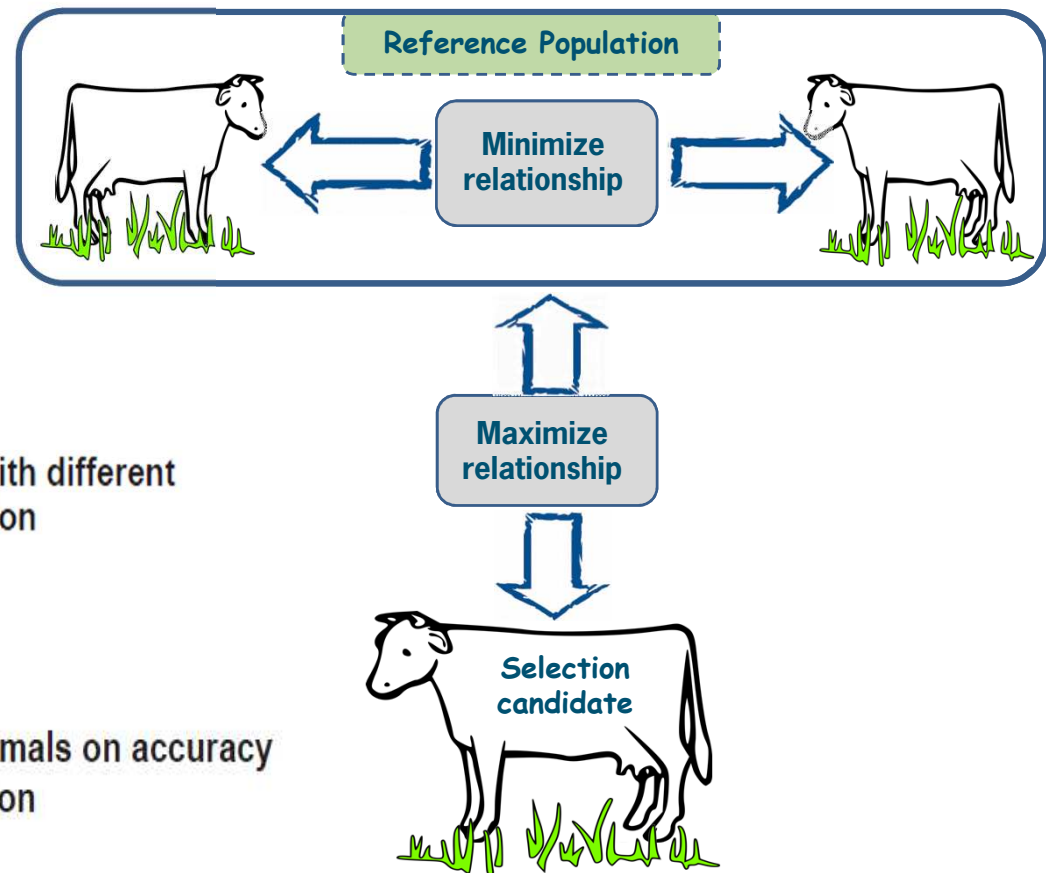 Reference Population
Minimize
relationship
Maximize
relationship
ith different
on
Selection
candidate
mals on accuracy
on